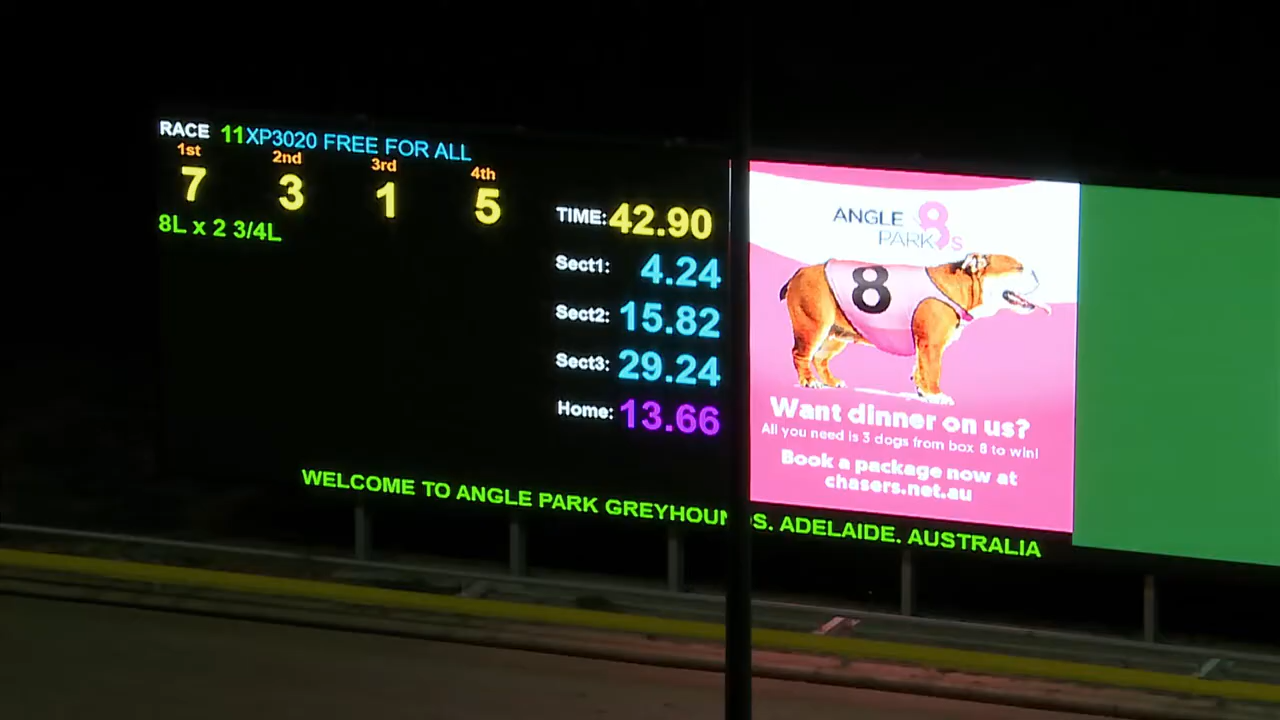 RACE 11XP3020 FREE FOR ALL
1st 2nd 3rd 4th
7 3 1 5
8L x 2 3/4L
TIME: 42.90
Sect1: 4.24
Sect2: 15.82
Sect3: 29.24
Home: 13.66
ANGLE 8s
PARK
8
Want dinner on us?
All you need is 3 dogs from box 8 to win!
Book a package now at
chasers.net.au
WELCOME TO ANGLE PARK GREYHOUNDS. ADELAIDE. AUSTRALIA